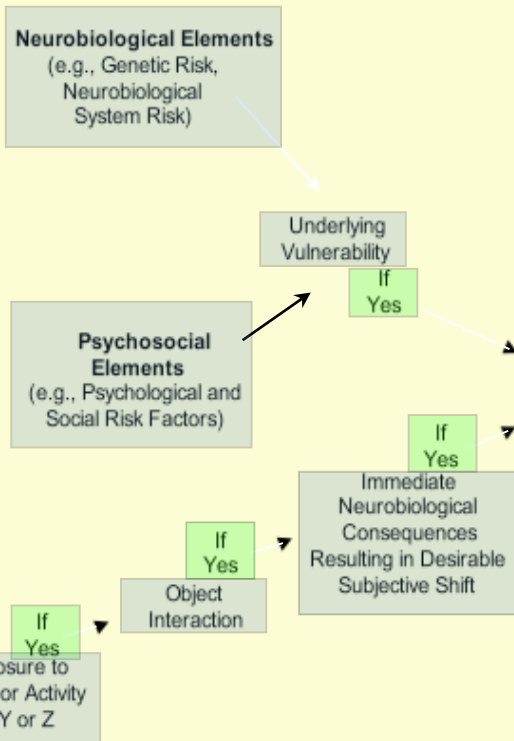 Neurobiological Elements
(e.g., Genetic Risk,
Neurobiological
System Risk)
Underlying
Vulnerability
If
Yes
Psychosocial
Elements
(e.g., Psychological and
Social Risk Factors)
If
Yes
Immediate
Neurobiological
Consequences
Resulting in Desirable
Subjective Shift
If
Yes
Object
Interaction
If
Yes
to
or Activity
Y or Z